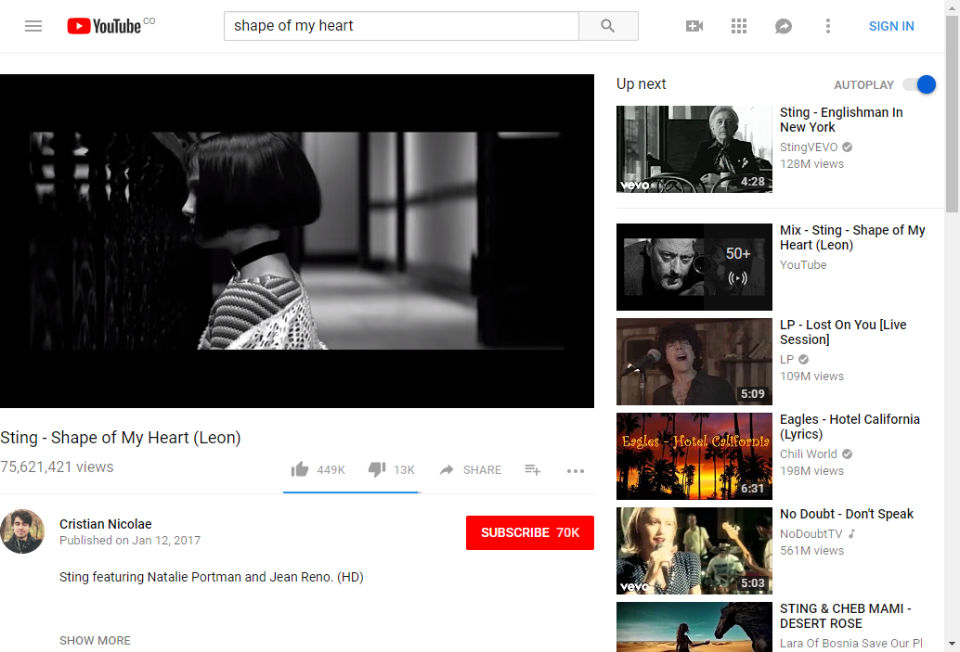 YouTube CO
shape of my heart
SIGN IN
Up next
AUTOPLAY
vevo
4:28
Sting - Englishman In
New York
StingVEVO
128M views
50+
Mix - Sting - Shape of My
Heart (Leon)
YouTube
5:09
LP - Lost On You [Live
Session]
LP
109M views
Eagles - Hotel California
6:31
Eagles - Hotel California
(Lyrics)
Chili World
198M views
vevo
5:03
No Doubt - Don't Speak
NoDoubtTV
561M views
STING & CHEB MAMI -
DESERT ROSE
Lara Of Bosnia Save Our Pl
Sting - Shape of My Heart (Leon)
75,621,421 views
449K
13K
SHARE
Cristian Nicolae
Published on Jan 12, 2017
SUBSCRIBE 70K
Sting featuring Natalie Portman and Jean Reno. (HD)
SHOW MORE